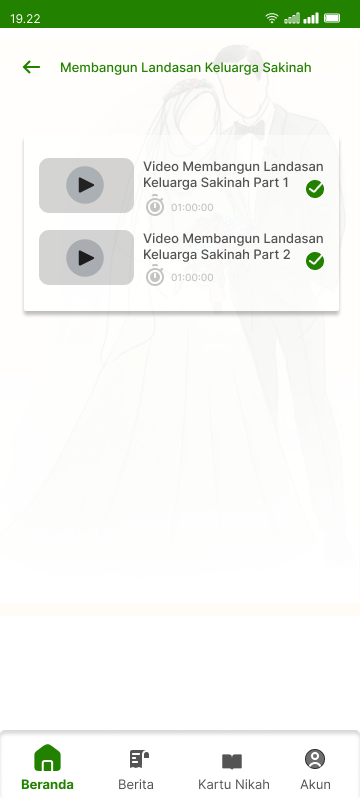 19.22
Membangun Landasan Keluarga Sakinah
Video Membangun Landasan
Keluarga Sakinah Part 1
01:00:00
Video Membangun Landasan
Keluarga Sakinah Part 2
01:00:00
Beranda
Berita
Kartu Nikah
Akun